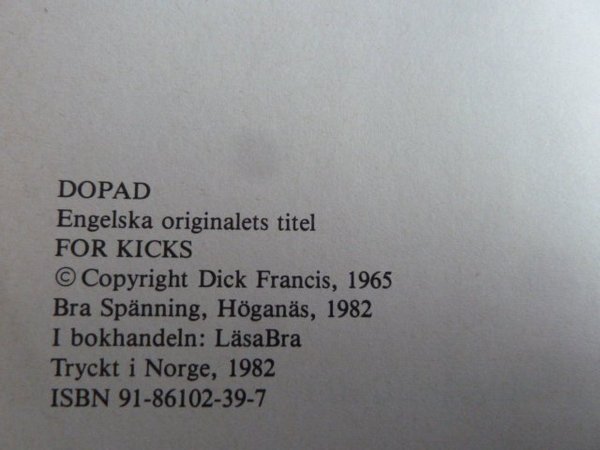 DOPAD
Engelska originalets titel
FOR KICKS
© Copyright Dick Francis, 1965
Bra Spänning, Höganäs, 1982
I bokhandeln: LäsaBra
Tryckt i Norge, 1982
ISBN 91-86102-39-7